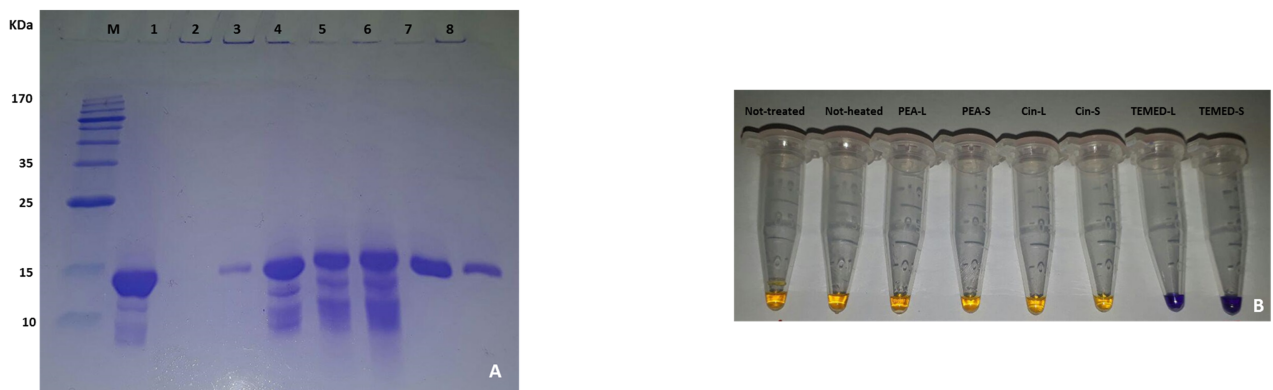 KDa
M 1 2 3 4 5 6 7 8
170
35
25
15
10
A
Not-treated Not-heated PEA-L PEA-S Cin-L Cin-S TEMED-L TEMED-S
B